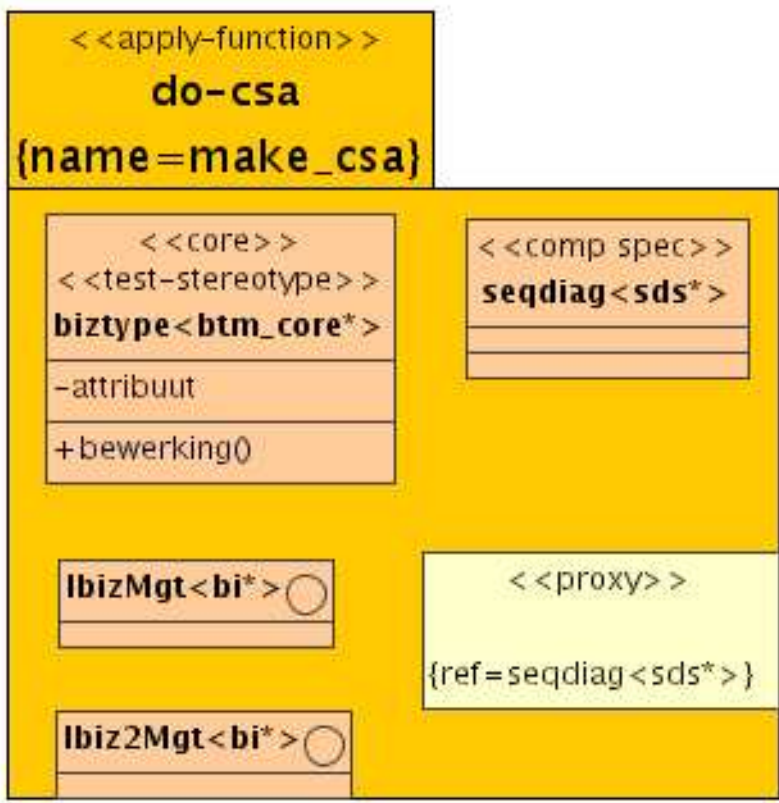 <<apply-function>>
do-csa
{name=make_csa}
<<core>>
<<test-stereotype>>
biztype<btm_core*>
-attribuut
+bewerking()
<<comp spec>>
seqdiag<sds*>
IbizMgt<bi*>
<<proxy>>
{ref=seqdiag<sds*>}
Ibiz2Mgt<bi*>